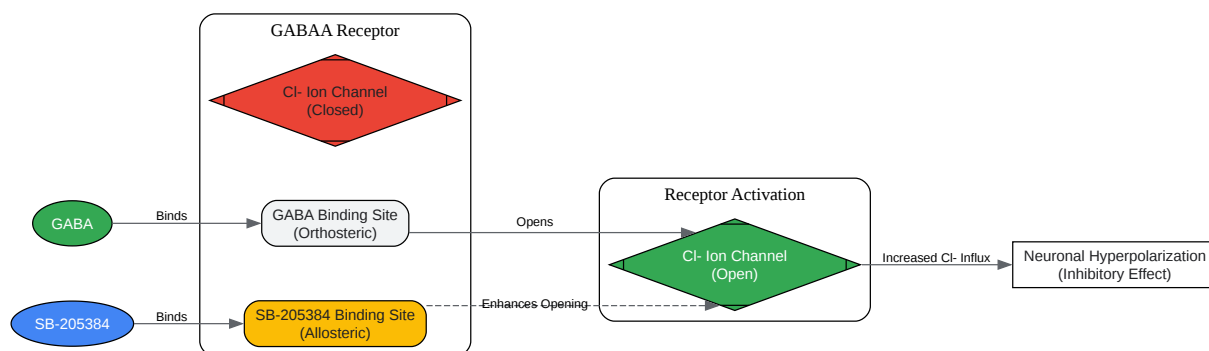 GABAA Receptor
Cl- Ion Channel
(Closed)
GABA
Binds
GABA Binding Site
(Orthosteric)
Opens
Receptor Activation
Cl- Ion Channel
(Open)
Increased Cl- Influx
Neuronal Hyperpolarization
(Inhibitory Effect)
SB-205384
Binds
SB-205384 Binding Site
(Allosteric)
Enhances Opening